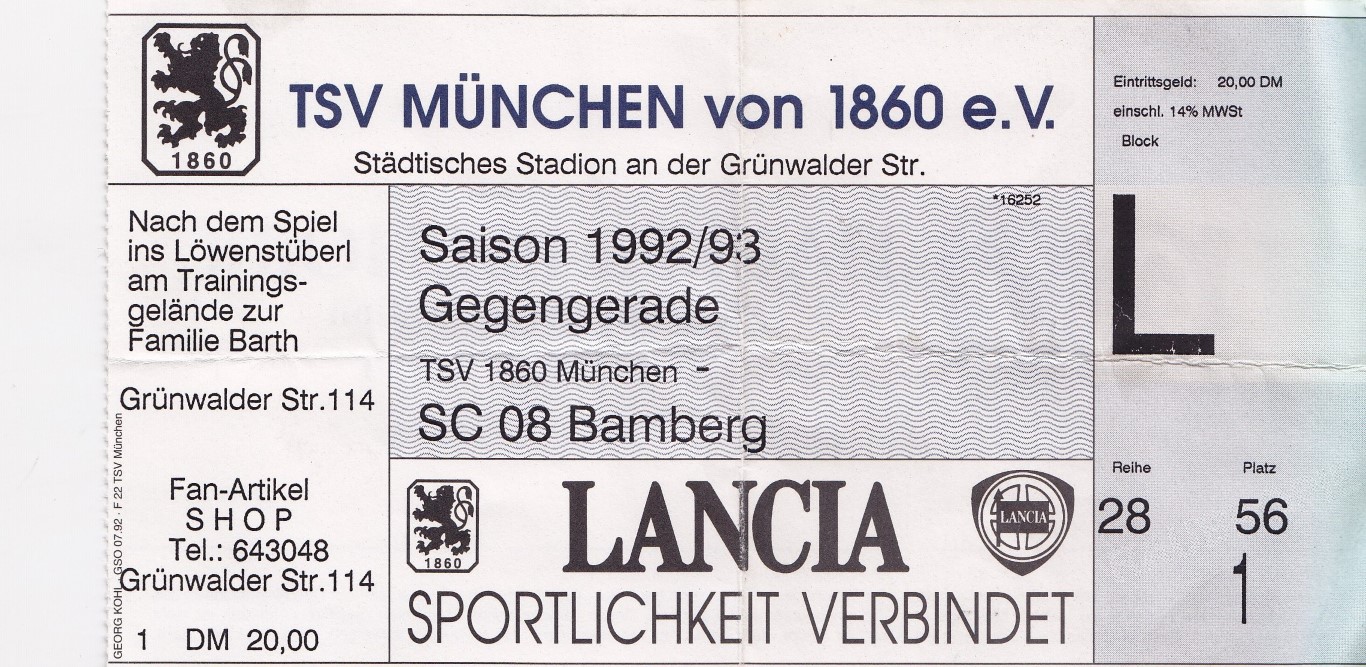 1860
TSV MÜNCHEN von 1860 e.V.
Städtisches Stadion an der Grünwalder Str.
Eintrittsgeld: 20,00 DM
einschl. 14% MWSt
Block
L
Nach dem Spiel
ins Löwenstüberl
am Trainings-
gelände zur
Familie Barth
Grünwalder Str.114
*16252
Saison 1992/93
Gegengerade
TSV 1860 München -
SC 08 Bamberg
Fan-Artikel
SHOP
Tel.: 643048
Grünwalder Str.114
1 DM 20,00
GEORG KOHL GSO 07.92 · F 22 TSV München
1860
LANCIA
LANCIA
SPORTLICHKEIT VERBINDET
Reihe Platz
28 56
1